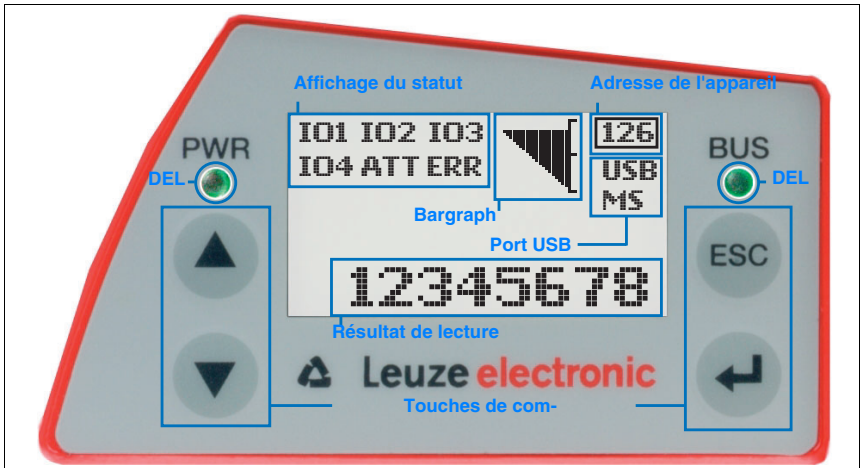 Affichage du statut
Adresse de l'appareil
IO1 IO2 IO3
IO4 ATT ERR
126
USB
MS
PWR
BUS
DEL
DEL
Bargraph
Port USB
ESC
12345678
Résultat de lecture
Leuze electronic
Touches de com-